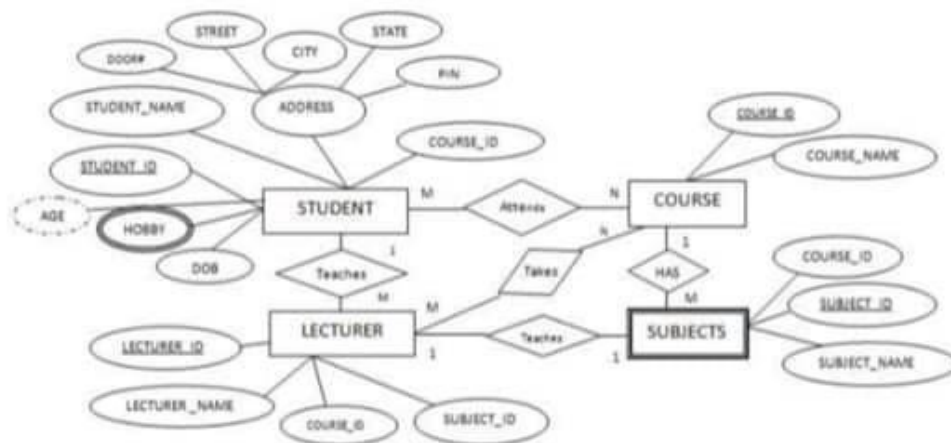 STREET
STATE
CITY
DOOR#
PIN
STUDENT_NAME
ADDRESS
COURSE_ID
COURSE_ID
COURSE_NAME
STUDENT_ID
AGE
HOBBY
DOB
STUDENT
M
Attends
N
COURSE
1
Teaches
M
N
Takes
M
1
HAS
M
COURSE_ID
SUBJECT_ID
SUBJECT_NAME
LECTURER
1
Teaches
1
SUBJECTS
LECTURER_ID
LECTURER_NAME
COURSE_ID
SUBJECT_ID